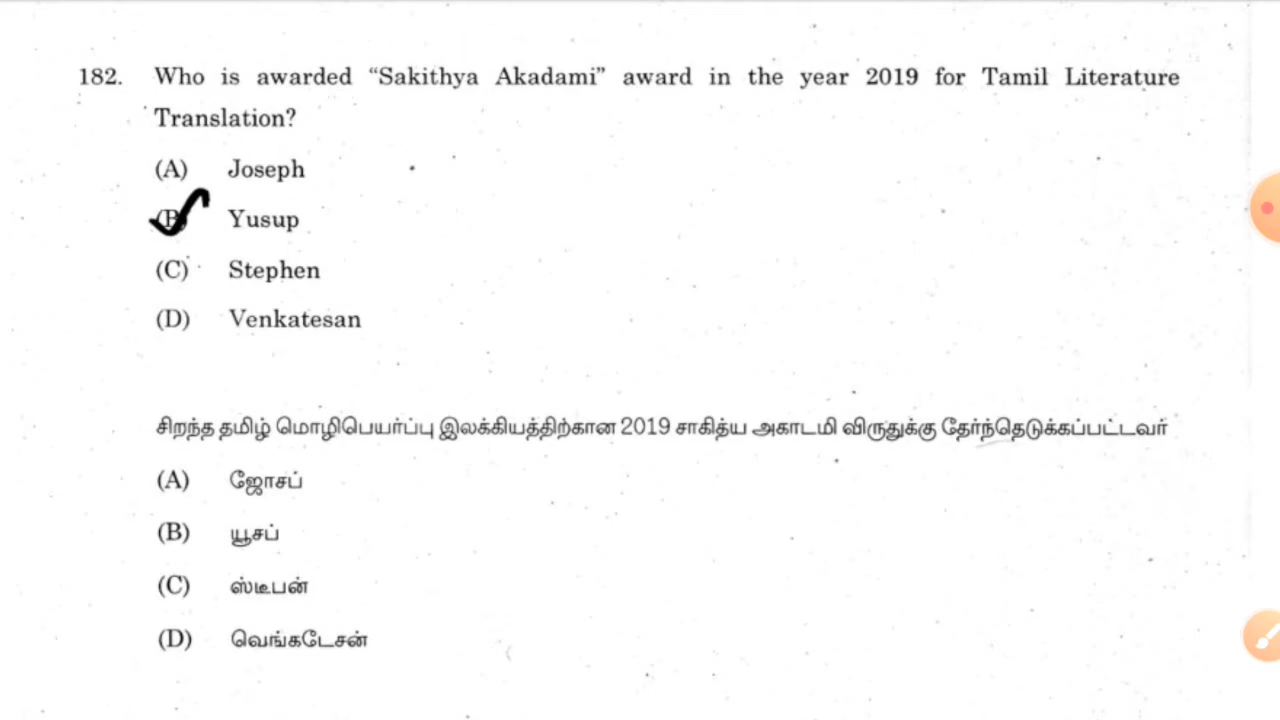 182. Who is awarded “Sakithya Akadami” award in the year 2019 for Tamil Literature
Translation?
(A) Joseph
(B) Yusup
(C) Stephen
(D) Venkatesan
சிறந்த தமிழ் மொழிபெயர்ப்பு இலக்கியத்திற்கான 2019 சாகித்ய அகாடமி விருதுக்கு தேர்ந்தெடுக்கப்பட்டவர்
(A) ஜோசப்
(B) யூசப்
(C) ஸ்டீபன்
(D) வெங்கடேசன்